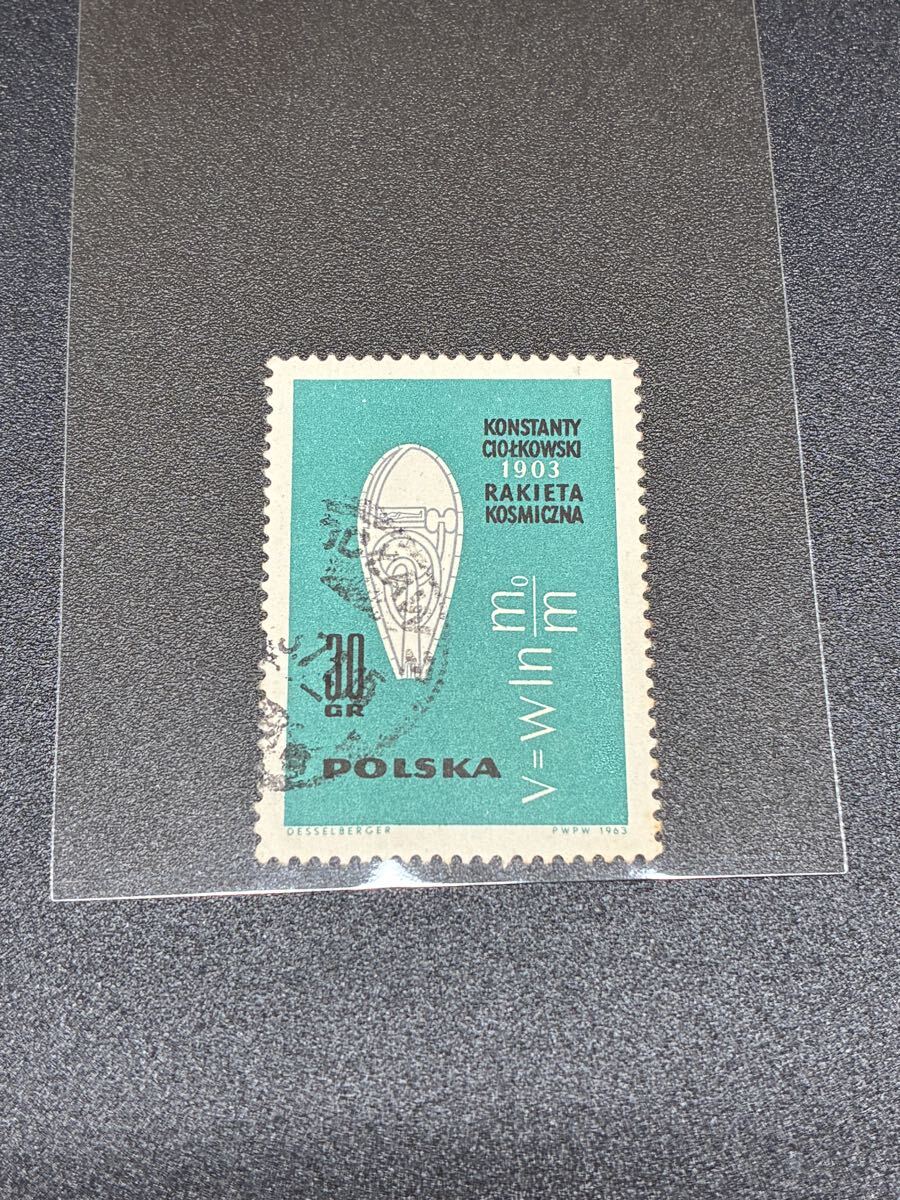 KONSTANTY
CIOŁKOWSKI
1903
RAKIETA
KOSMICZNA
v = w ln m₀/m
30
GR
POLSKA
DESSELBERGER
PWPW 1963